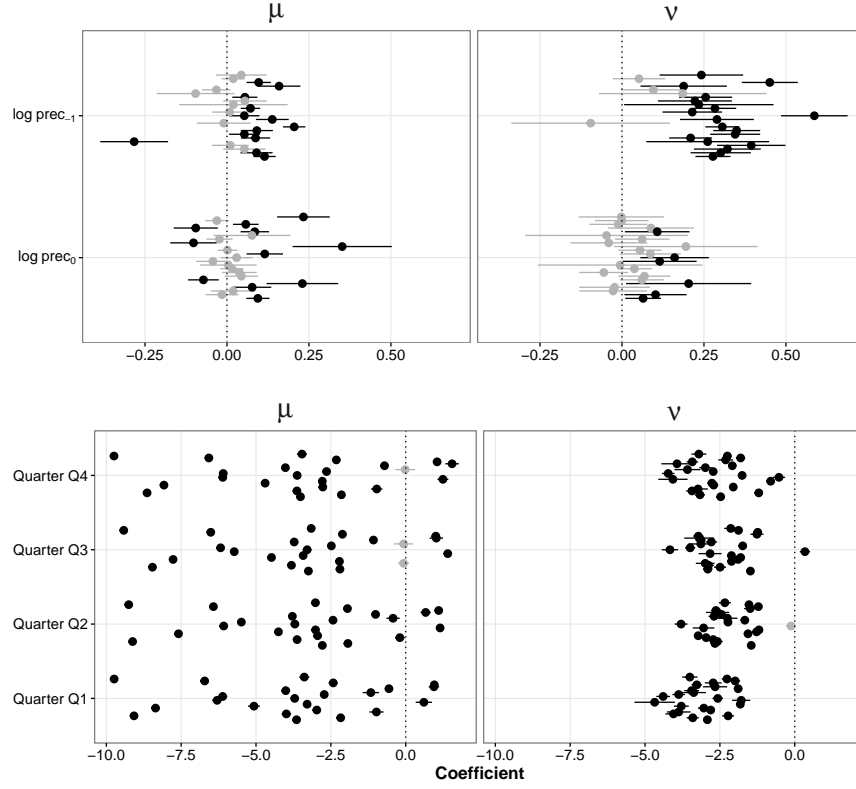 μ ν
log prec₋₁
log prec₀
−0.25 0.00 0.25 0.50 −0.25 0.00 0.25 0.50
μ ν
Quarter Q4
Quarter Q3
Quarter Q2
Quarter Q1
−10.0 −7.5 −5.0 −2.5 0.0 −10.0 −7.5 −5.0 −2.5 0.0
Coefficient